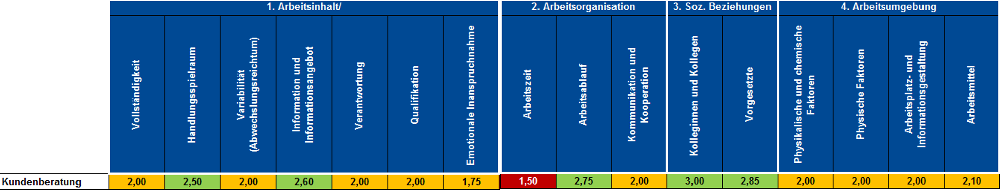 1. Arbeitsinhalt/
2. Arbeitsorganisation
3. Soz. Beziehungen
4. Arbeitsumgebung
Vollständigkeit
Handlungsspielraum
Variabilität
(Abwechslungsreichtum)
Information und
Informationsangebot
Verantwortung
Qualifikation
Emotionale Inanspruchnahme
Arbeitszeit
Arbeitsablauf
Kommunikation und
Kooperation
Kolleginnen und Kollegen
Vorgesetzte
Physikalische und chemische
Faktoren
Physische Faktoren
Arbeitsplatz- und
Informationsgestaltung
Arbeitsmittel
Kundenberatung 2,00 2,50 2,00 2,60 2,00 2,00 1,75 1,50 2,75 2,00 3,00 2,85 2,00 2,00 2,00 2,10